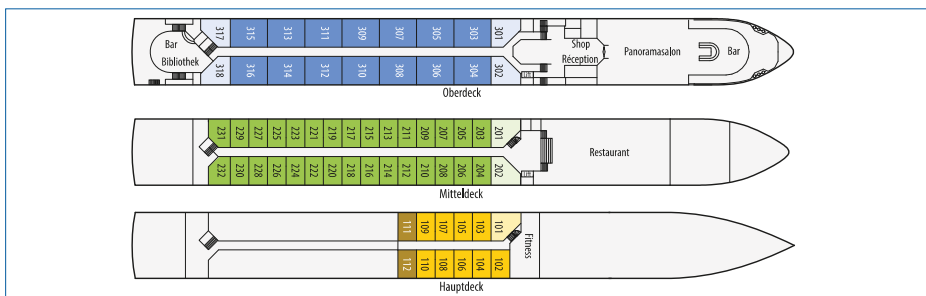 317 315 313 311 309 307 305 303 301
Bar
Bibliothek
Shop
Réception
Panoramasalon
Bar
318 316 314 312 310 308 306 304 302
Lift
Oberdeck
231 229 227 225 223 221 219 217 215 213 211 209 207 205 203 201
Restaurant
232 230 228 226 224 222 220 218 216 214 212 210 208 206 204 202
Lift
Mitteldeck
111 109 107 105 103 101
Fitness
112 110 108 106 104 102
Hauptdeck